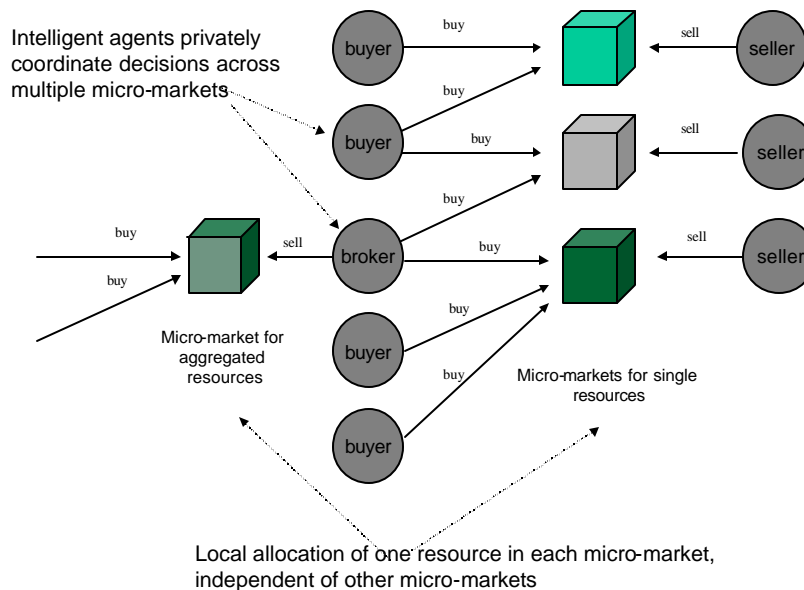 Intelligent agents privately
coordinate decisions across
multiple micro-markets
buyer
buy
sell
seller
buyer
buy
buy
sell
seller
buy
buy
buy
sell
broker
buy
sell
seller
Micro-market for
aggregated
resources
buyer
buy
buy
buyer
Micro-markets for single
resources
Local allocation of one resource in each micro-market,
independent of other micro-markets